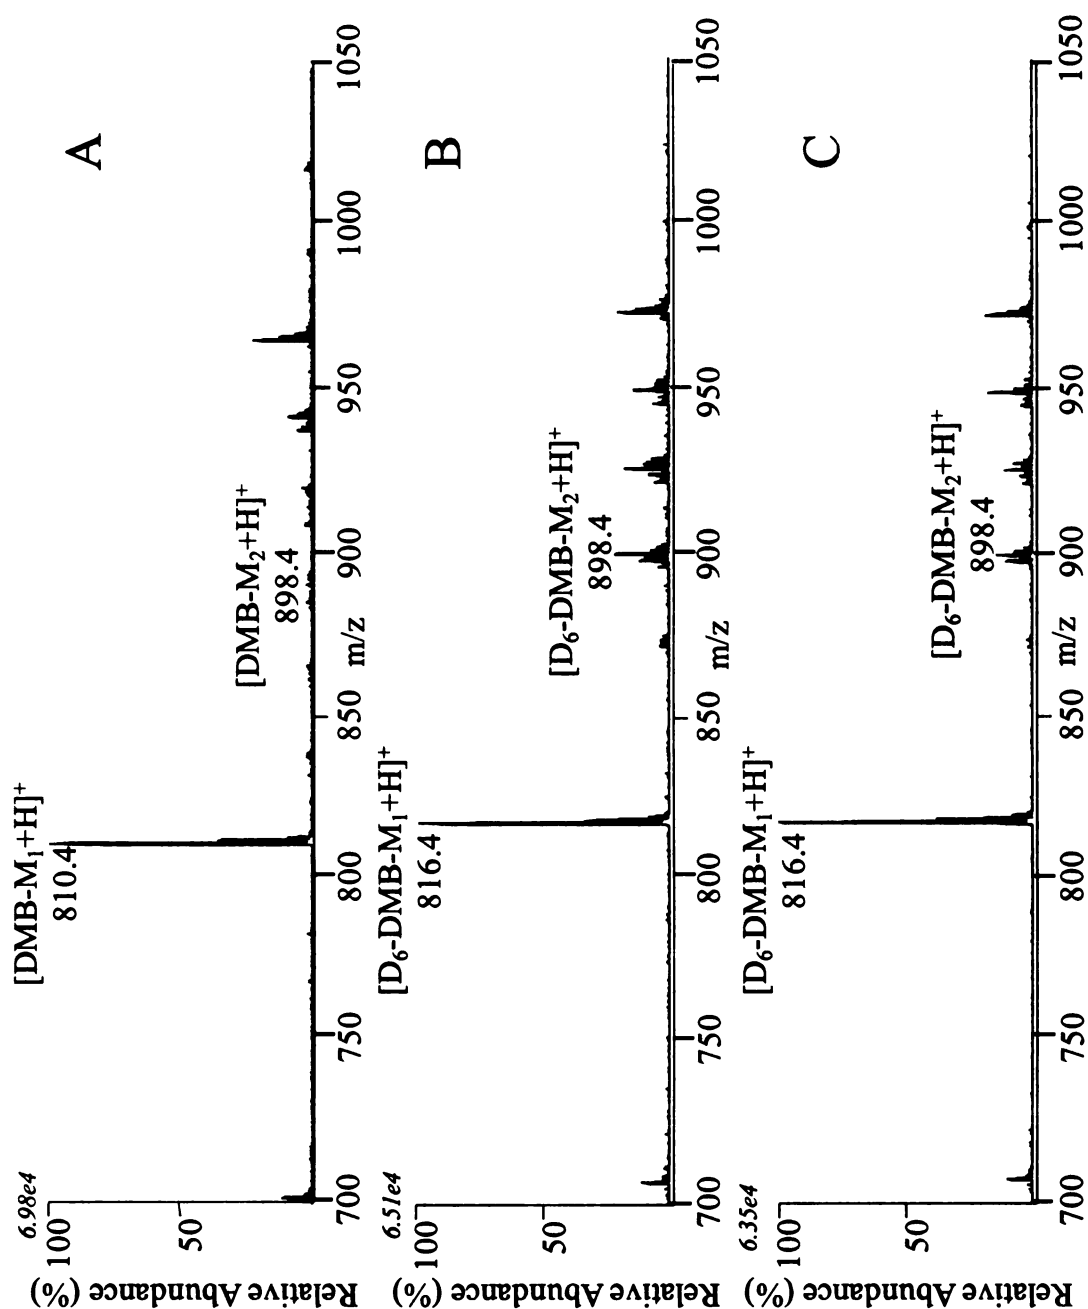 A
6.98e4
[DMB-M₁+H]⁺
810.4
[DMB-M₂+H]⁺
898.4
Relative Abundance (%)
100
50
700
750
800
850
900
950
1000
1050
m/z
B
6.51e4
[D₆-DMB-M₁+H]⁺
816.4
[D₆-DMB-M₂+H]⁺
898.4
Relative Abundance (%)
100
50
700
750
800
850
900
950
1000
1050
m/z
C
6.35e4
[D₆-DMB-M₁+H]⁺
816.4
[D₆-DMB-M₂+H]⁺
898.4
Relative Abundance (%)
100
50
700
750
800
850
900
950
1000
1050